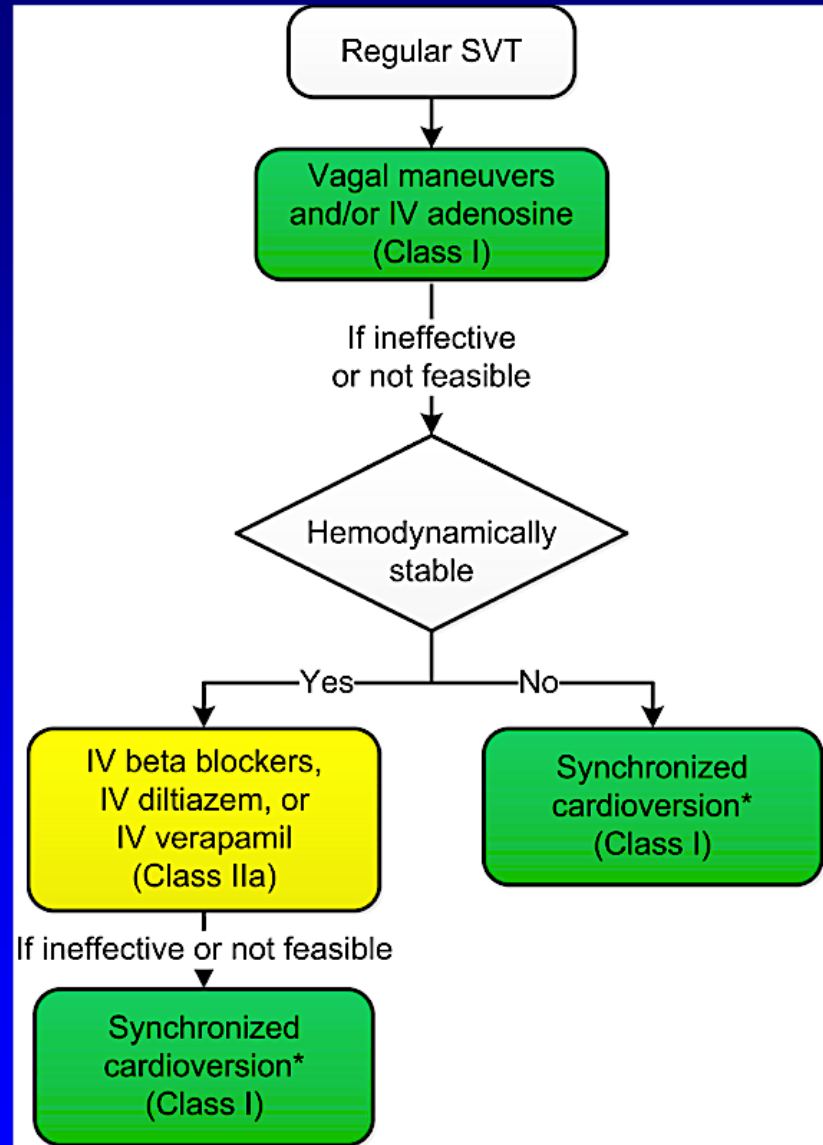 Regular SVT
Vagal maneuvers
and/or IV adenosine
(Class I)
If ineffective
or not feasible
Hemodynamically
stable
Yes
No
IV beta blockers,
IV diltiazem, or
IV verapamil
(Class IIa)
Synchronized
cardioversion*
(Class I)
If ineffective or not feasible
Synchronized
cardioversion*
(Class I)